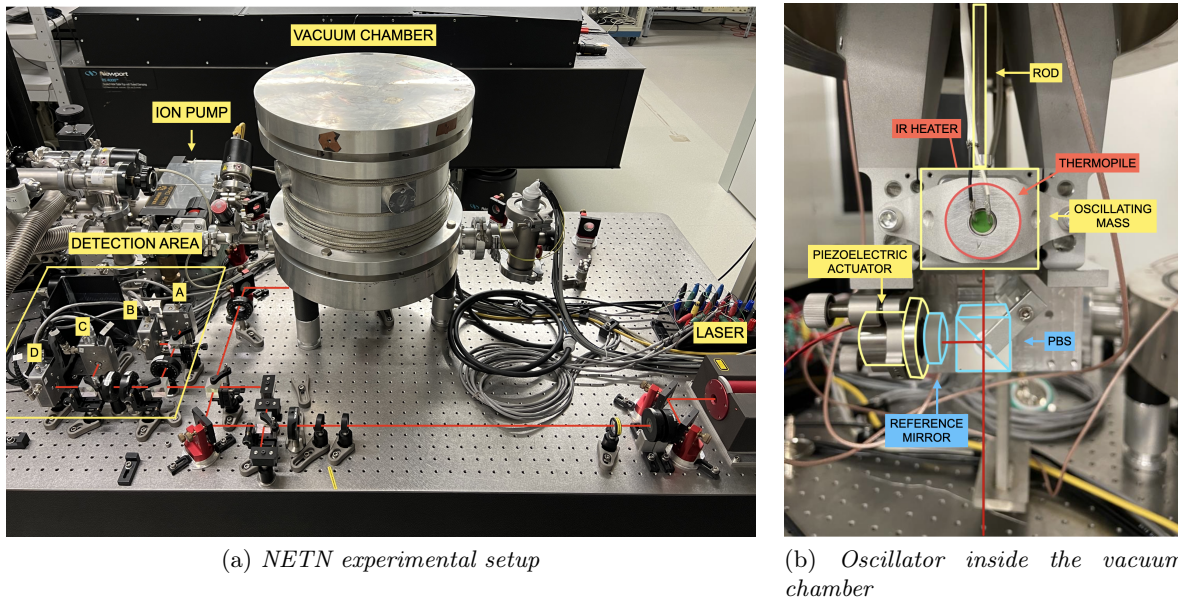 VACUUM CHAMBER
Newport
ION PUMP
DETECTION AREA
A
B
C
D
LASER
(a) NETN experimental setup
ROD
IR HEATER
THERMOPILE
OSCILLATING
MASS
PIEZOELECTRIC
ACTUATOR
PBS
REFERENCE
MIRROR
(b) Oscillator inside the vacuum
chamber